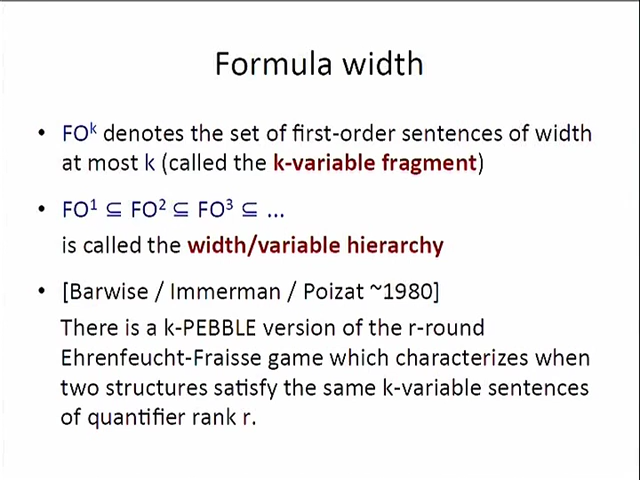 Formula width
• FOᵏ denotes the set of first-order sentences of width
at most k (called the k-variable fragment)
• FO¹ ⊆ FO² ⊆ FO³ ⊆ ...
is called the width/variable hierarchy
• [Barwise / Immerman / Poizat ~1980]
There is a k-PEBBLE version of the r-round
Ehrenfeucht-Fraisse game which characterizes when
two structures satisfy the same k-variable sentences
of quantifier rank r.